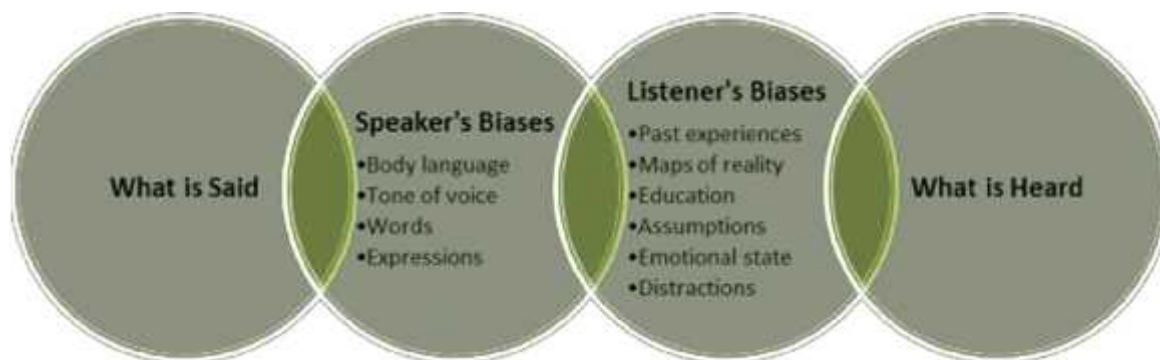 What is Said
Speaker's Biases
•Body language
•Tone of voice
•Words
•Expressions
Listener's Biases
•Past experiences
•Maps of reality
•Education
•Assumptions
•Emotional state
•Distractions
What is Heard